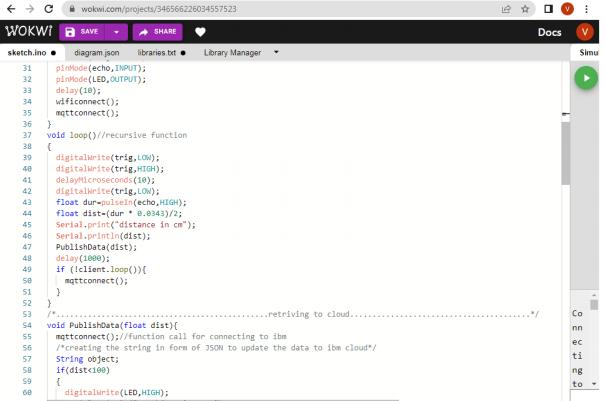 wokwi.com/projects/346566226034557523
V
WOKWI
SAVE
SHARE
Docs
V
sketch.ino
diagram.json
libraries.txt
Library Manager
Simul
31 pinMode(echo,INPUT);
32 pinMode(LED,OUTPUT);
33 delay(10);
34 wificonnect();
35 mqttconnect();
36 }
37 void loop()//recursive function
38 {
39 digitalWrite(trig,LOW);
40 digitalWrite(trig,HIGH);
41 delayMicroseconds(10);
42 digitalWrite(trig,LOW);
43 float dur=pulseIn(echo,HIGH);
44 float dist=(dur * 0.0343)/2;
45 Serial.print("distance in cm");
46 Serial.println(dist);
47 PublishData(dist);
48 delay(1000);
49 if (!client.loop()){
50 mqttconnect();
51 }
52 }
53 /*...............................................retriving to cloud........................................*/
54 void PublishData(float dist){
55 mqttconnect();//function call for connecting to ibm
56 /*creating the string in form of JSON to update the data to ibm cloud*/
57 String object;
58 if(dist<100)
59 {
60 digitalWrite(LED,HIGH);
Co
nn
ec
ti
ng
to